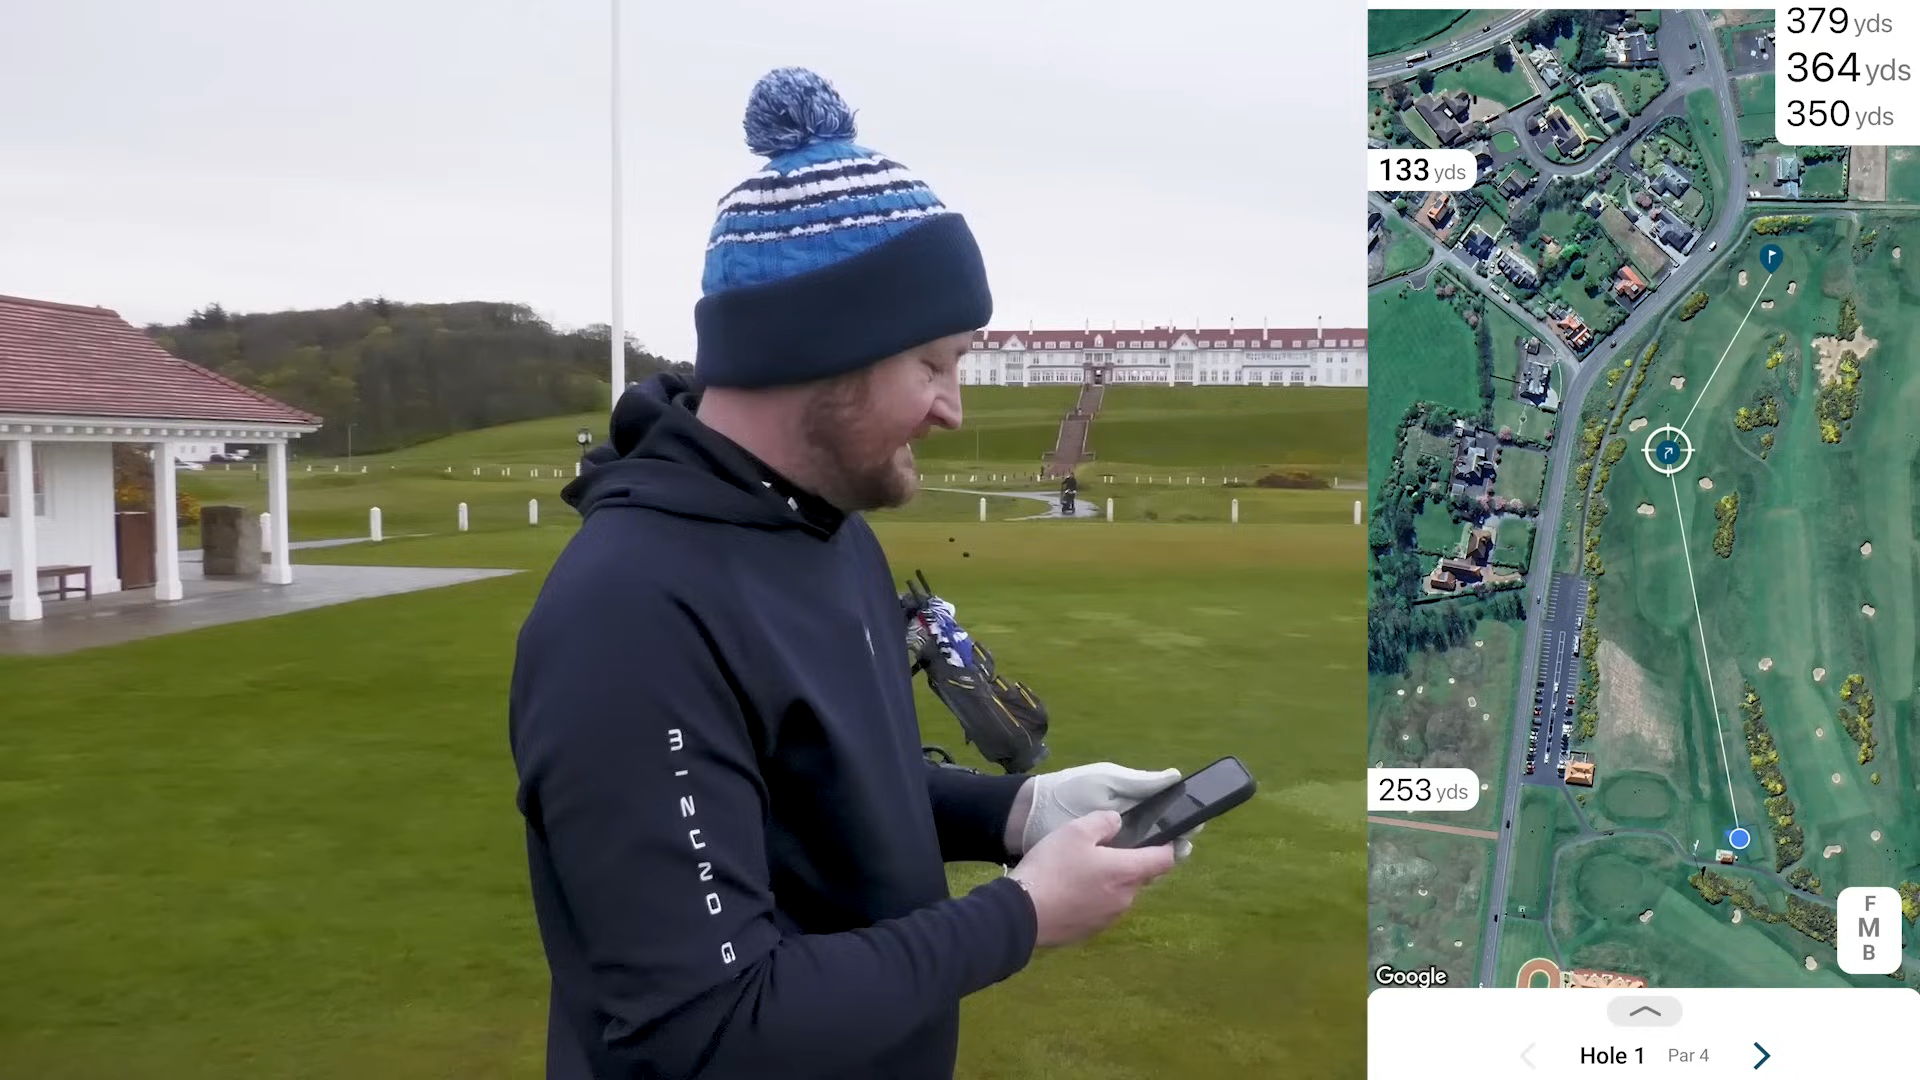 379 yds
364 yds
350 yds
133 yds
253 yds
F
M
B
Google
Hole 1 Par 4
MIZUNO G